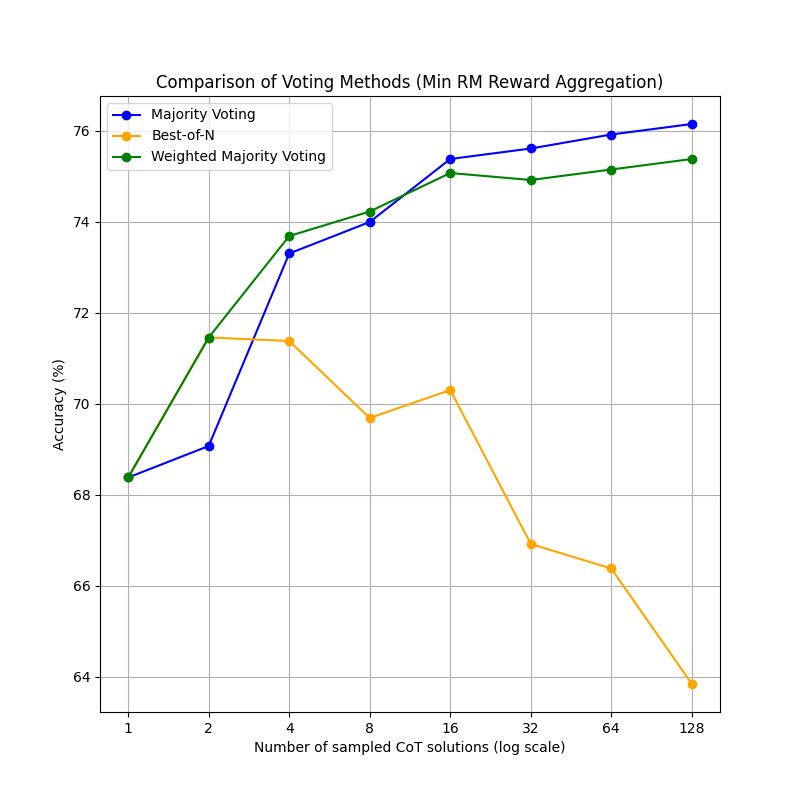 Comparison of Voting Methods (Min RM Reward Aggregation)
Majority Voting
Best-of-N
Weighted Majority Voting
Accuracy (%)
76
74
72
70
68
66
64
1 2 4 8 16 32 64 128
Number of sampled CoT solutions (log scale)